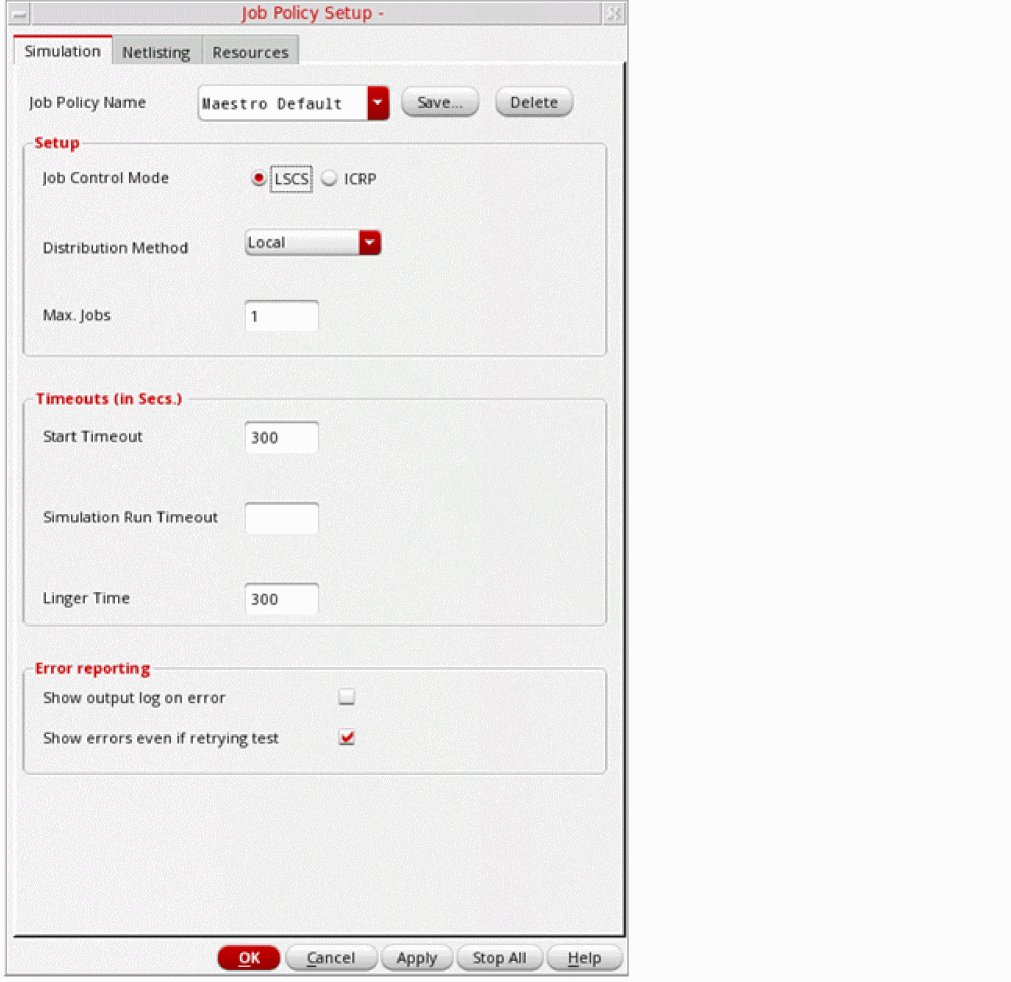 Job Policy Setup -
Simulation Netlisting Resources
Job Policy Name Maestro Default Save... Delete
Setup
Job Control Mode LSCS ICRP
Distribution Method Local
Max. Jobs 1
Timeouts (in Secs.)
Start Timeout 300
Simulation Run Timeout
Linger Time 300
Error reporting
Show output log on error
Show errors even if retrying test
OK Cancel Apply Stop All Help